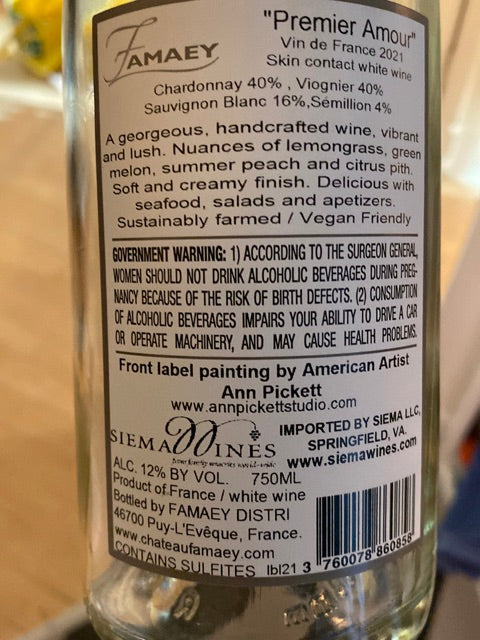 FAMAEY
"Premier Amour"
Vin de France 2021
Skin contact white wine
Chardonnay 40% , Viognier 40%
Sauvignon Blanc 16%,Sémillion 4%
A georgeous, handcrafted wine, vibrant
and lush. Nuances of lemongrass, green
melon, summer peach and citrus pith.
Soft and creamy finish. Delicious with
seafood, salads and apetizers.
Sustainably farmed / Vegan Friendly
GOVERNMENT WARNING: 1) ACCORDING TO THE SURGEON GENERAL,
WOMEN SHOULD NOT DRINK ALCOHOLIC BEVERAGES DURING PREG-
NANCY BECAUSE OF THE RISK OF BIRTH DEFECTS. (2) CONSUMPTION
OF ALCOHOLIC BEVERAGES IMPAIRS YOUR ABILITY TO DRIVE A CAR
OR OPERATE MACHINERY, AND MAY CAUSE HEALTH PROBLEMS.
Front label painting by American Artist
Ann Pickett
www.annpickettstudio.com
SIEMA WINES
from family wineries world-wide
IMPORTED BY SIEMA LLC,
SPRINGFIELD, VA.
www.siemawines.com
ALC. 12% BY VOL. 750ML
Product of France / white wine
Bottled by FAMAEY DISTRI
46700 Puy-L'Evêque, France.
www.chateaufamaey.com
CONTAINS SULFITES lbl21
3 760078 860858